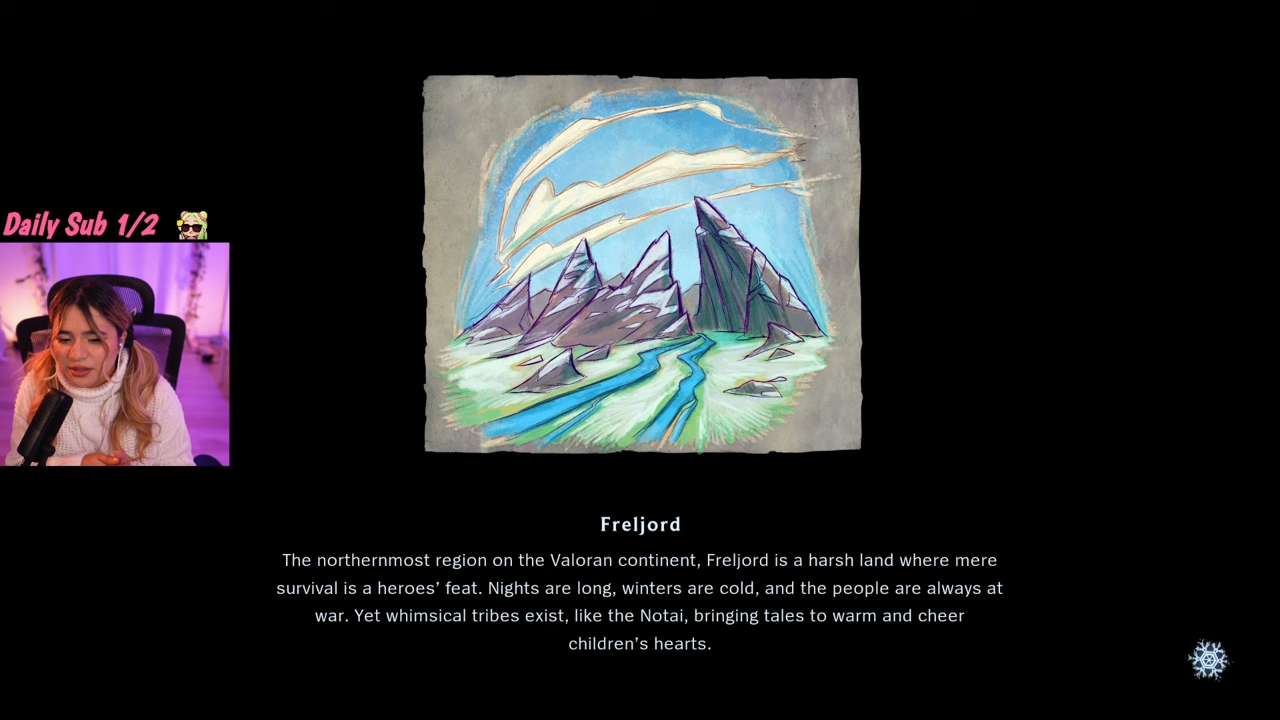 Daily Sub 1/2
Freljord
The northernmost region on the Valoran continent, Freljord is a harsh land where mere
survival is a heroes’ feat. Nights are long, winters are cold, and the people are always at
war. Yet whimsical tribes exist, like the Notai, bringing tales to warm and cheer
children’s hearts.